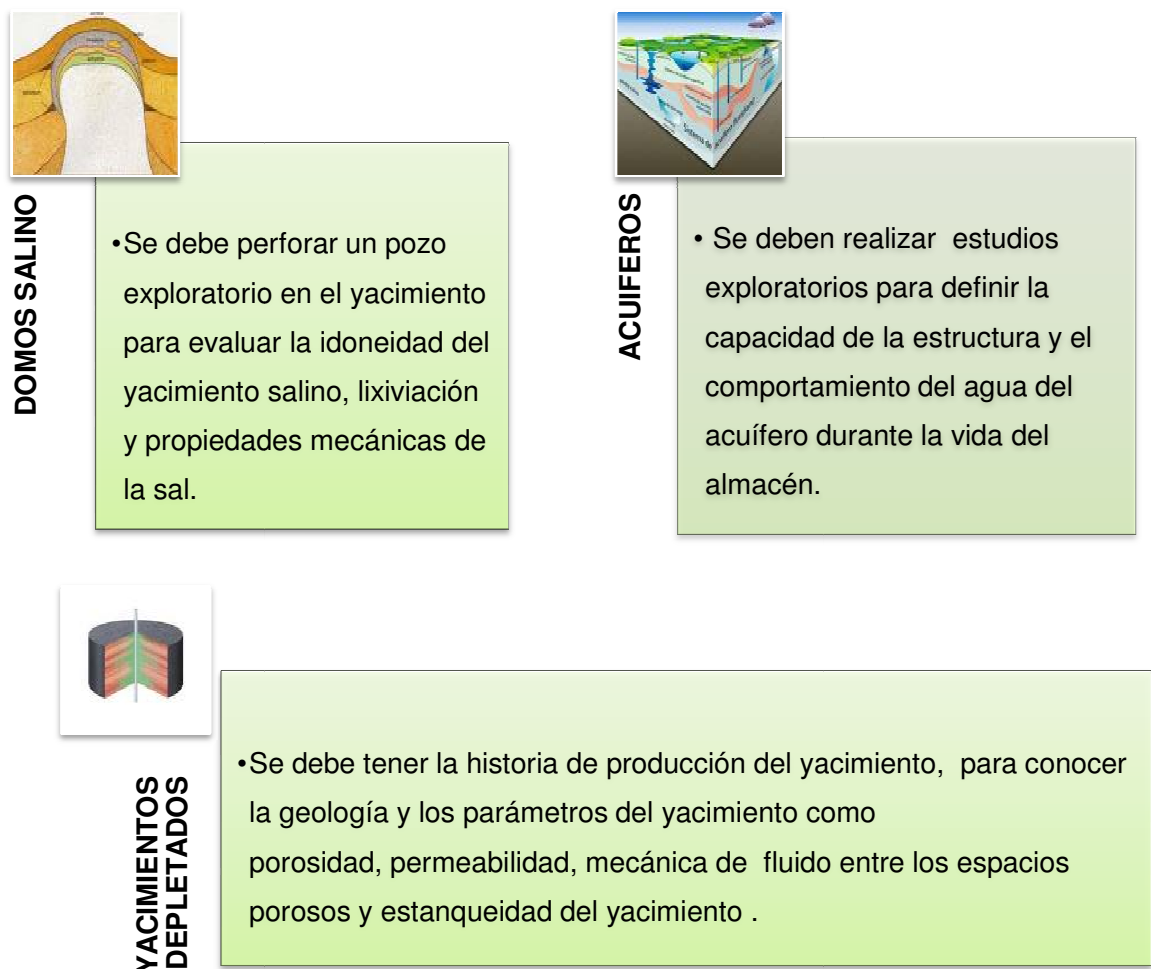 DOMOS SALINO
•Se debe perforar un pozo
exploratorio en el yacimiento
para evaluar la idoneidad del
yacimiento salino, lixiviación
y propiedades mecánicas de
la sal.
ACUIFEROS
• Se deben realizar estudios
exploratorios para definir la
capacidad de la estructura y el
comportamiento del agua del
acuífero durante la vida del
almacén.
YACIMIENTOS
DEPLETADOS
•Se debe tener la historia de producción del yacimiento, para conocer
la geología y los parámetros del yacimiento como
porosidad, permeabilidad, mecánica de fluido entre los espacios
porosos y estanqueidad del yacimiento .